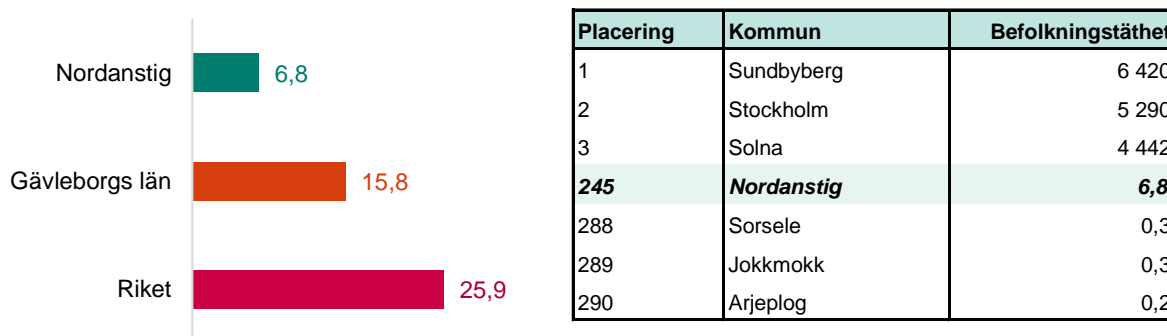 Nordanstig 6,8
Gävleborgs län 15,8
Riket 25,9
Placering Kommun Befolkningstäthet
1 Sundbyberg 6 420
2 Stockholm 5 290
3 Solna 4 442
245 Nordanstig 6,8
288 Sorsele 0,3
289 Jokkmokk 0,3
290 Arjeplog 0,2